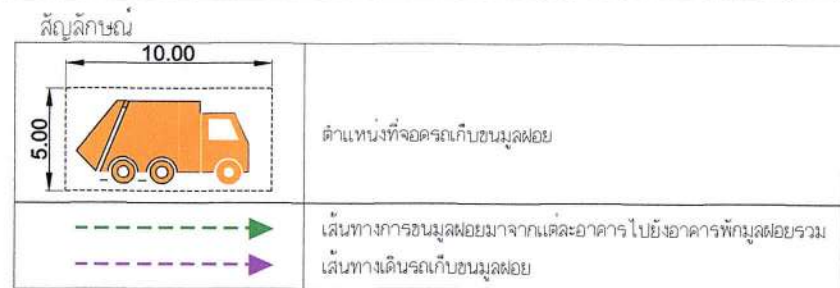 สัญลักษณ์
10.00
5.00
ตำแหน่งที่จอดรถเก็บขนมูลฝอย
เส้นทางการขนมูลฝอยมาจากแต่ละอาคาร ไปยังอาคารพักมูลฝอยรวม
เส้นทางเดินรถเก็บขนมูลฝอย